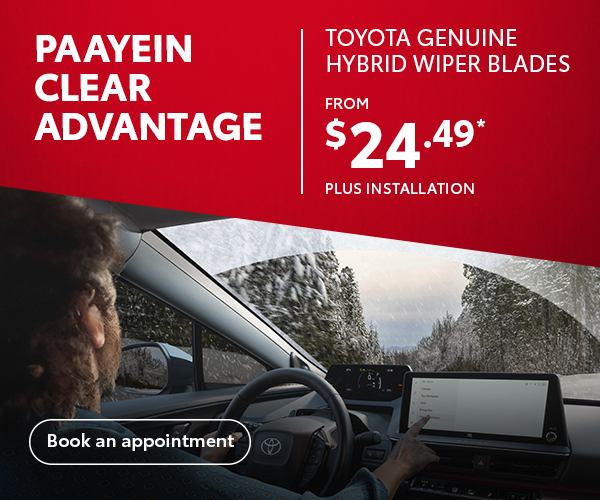 PAAYEIN
CLEAR
ADVANTAGE
TOYOTA GENUINE
HYBRID WIPER BLADES
FROM
$24.49*
PLUS INSTALLATION
Book an appointment